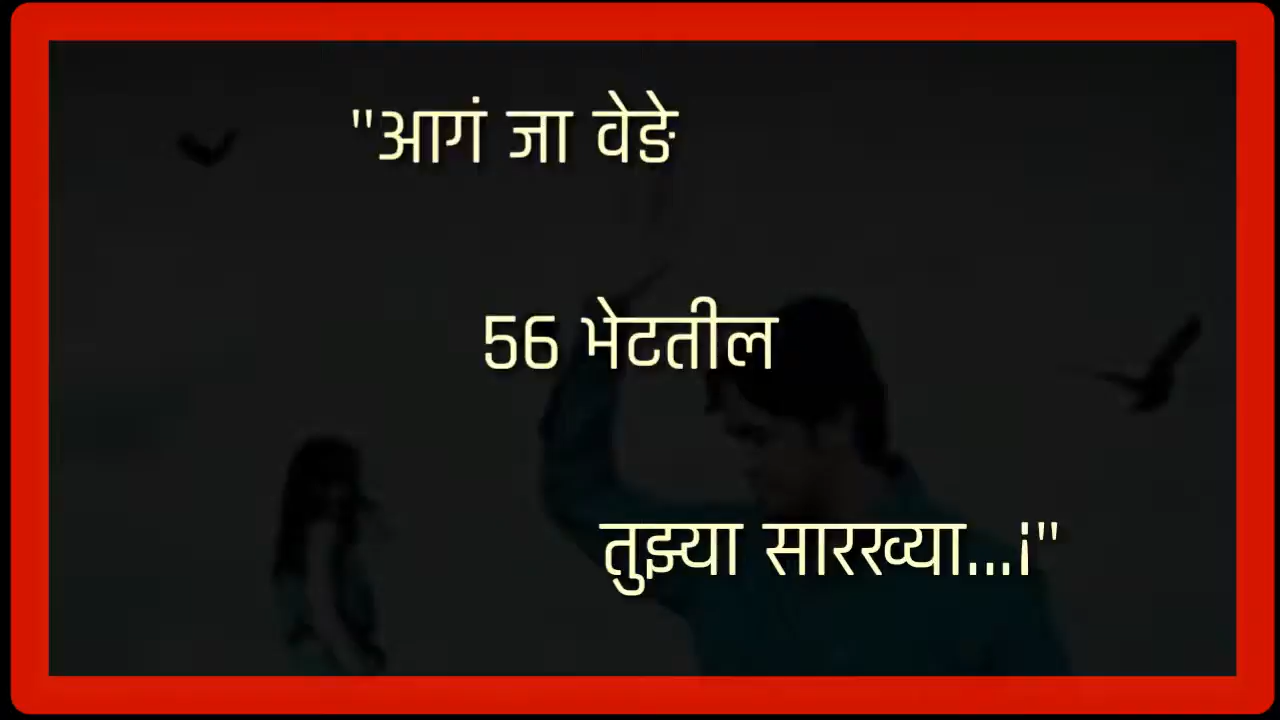 "आगं जा वेडे
56 भेटतील
तुझ्या सारख्या...¡"